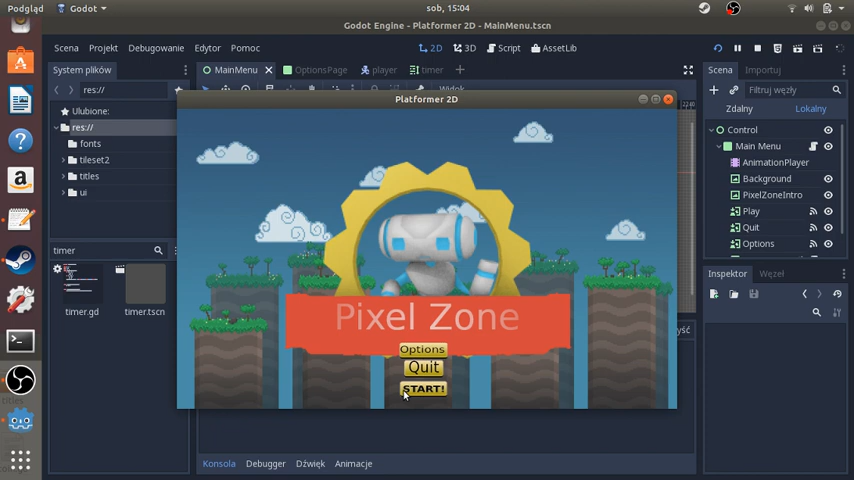 Podgląd Godot sob, 15:04
Godot Engine - Platformer 2D - MainMenu.tscn
Scena Projekt Debugowanie Edytor Pomoc 2D 3D Script AssetLib
System plików MainMenu OptionsPage player timer Scena Importuj
res:// Widok Filtruj węzły
Ulubione: Platformer 2D Zdalny Lokalny
res:// Control
fonts Main Menu
tileset2 AnimationPlayer
titles Background
ui PixelZoneIntro
Play
Quit
timer Options
Inspektor Węzeł
timer.gd timer.tscn
Pixel Zone
Options
Quit
START!
Konsola Debugger Dźwięk Animacje